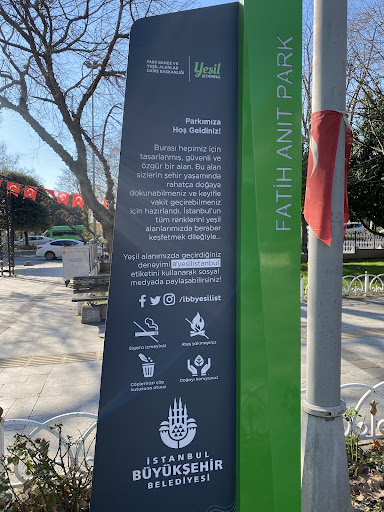 PARK BAHÇE VE
YEŞİL ALANLAR
DAİRE BAŞKANLIĞI
Yeşil
İSTANBUL
FATİH ANIT PARK
Parkımıza
Hoş Geldiniz!
Burası hepimiz için
tasarlanmış, güvenli ve
özgür bir alan. Bu alan
sizlerin şehir yaşamında
rahatça doğaya
dokunabilmeniz ve keyifle
vakit geçirebilmeniz
için hazırlandı. İstanbul'un
tüm renklerini yeşil
alanlarımızda beraber
keşfetmek dileğiyle...
Yeşil alanımızda geçirdiğiniz
deneyimi #yesilistanbul
etiketini kullanarak sosyal
medyada paylaşabilirsiniz!
/ibbyesilist
Sigara içmeyiniz!
Ateş yakmayınız!
Çöplerinizi çöp
kutusuna atınız!
Doğayı koruyunuz!
İSTANBUL
BÜYÜKŞEHİR
BELEDİYESİ